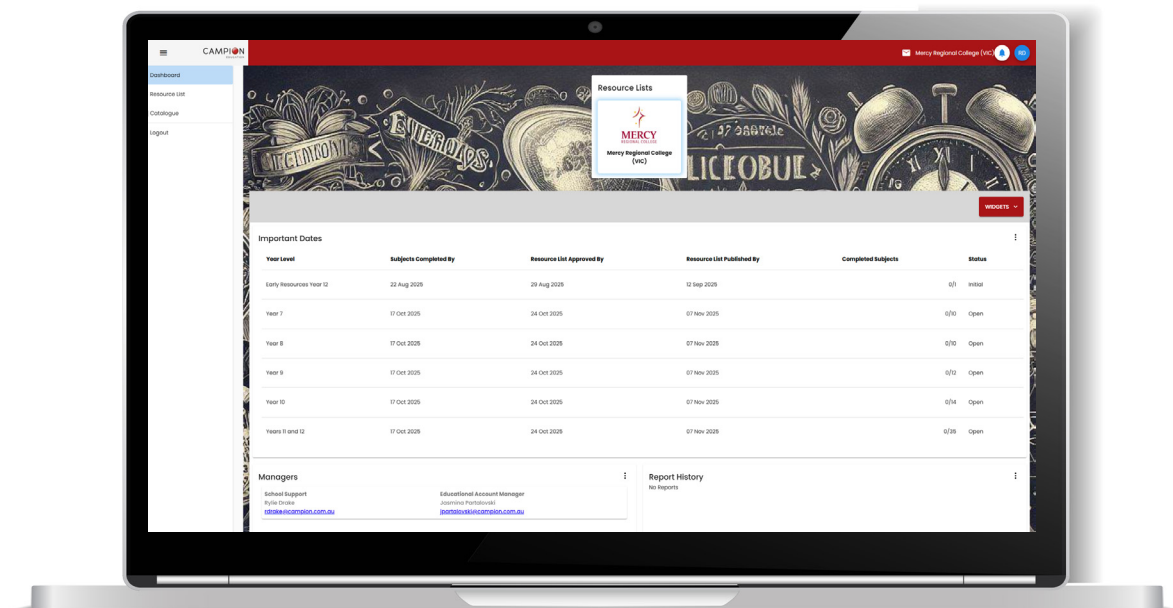 CAMPION
EDUCATION
Mercy Regional College (VIC)
RD
Dashboard
Resource List
Catalogue
Logout
Resource Lists
MERCY
REGIONAL COLLEGE
Mercy Regional College
(VIC)
WIDGETS
Important Dates
Year Level Subjects Completed By Resource List Approved By Resource List Published By Completed Subjects Status
Early Resources Year 12 22 Aug 2025 29 Aug 2025 12 Sep 2025 0/1 Initial
Year 7 17 Oct 2025 24 Oct 2025 07 Nov 2025 0/10 Open
Year 8 17 Oct 2025 24 Oct 2025 07 Nov 2025 0/10 Open
Year 9 17 Oct 2025 24 Oct 2025 07 Nov 2025 0/12 Open
Year 10 17 Oct 2025 24 Oct 2025 07 Nov 2025 0/14 Open
Years 11 and 12 17 Oct 2025 24 Oct 2025 07 Nov 2025 0/35 Open
Managers
School Support Educational Account Manager
Rylie Drake Jasmina Portalovski
rdrake@campion.com.au jportalovski@campion.com.au
Report History
No Reports